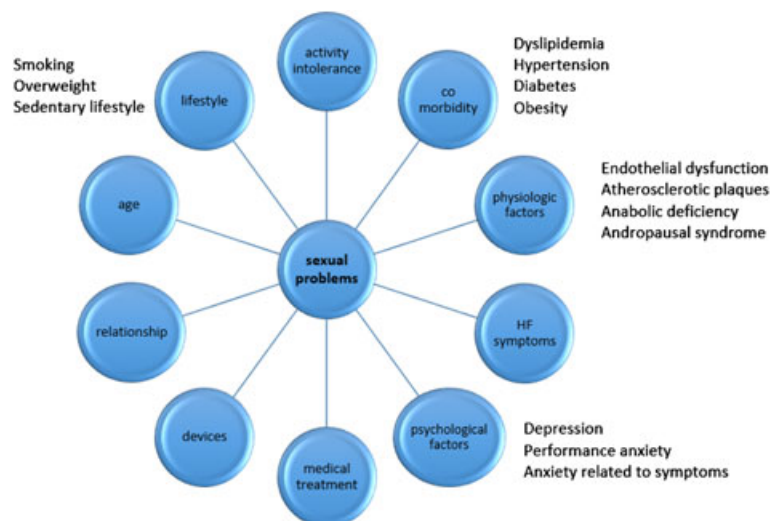 activity
intolerance
Dyslipidemia
Hypertension
Diabetes
Obesity
co
morbidity
Smoking
Overweight
Sedentary lifestyle
lifestyle
Endothelial dysfunction
Atherosclerotic plaques
Anabolic deficiency
Andropausal syndrome
physiologic
factors
age
sexual
problems
relationship
HF
symptoms
devices
medical
treatment
psychological
factors
Depression
Performance anxiety
Anxiety related to symptoms